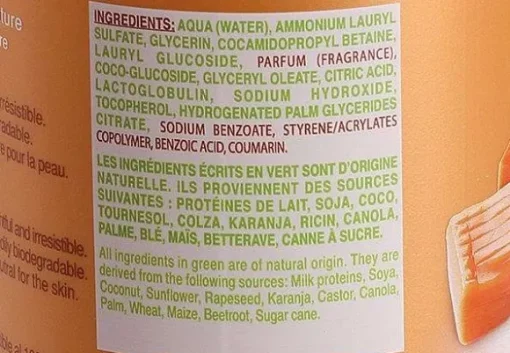 ture
re
INGREDIENTS: AQUA (WATER), AMMONIUM LAURYL
SULFATE, GLYCERIN, COCAMIDOPROPYL BETAINE,
LAURYL GLUCOSIDE, PARFUM (FRAGRANCE),
COCO-GLUCOSIDE, GLYCERYL OLEATE, CITRIC ACID,
LACTOGLOBULIN, SODIUM HYDROXIDE,
TOCOPHEROL, HYDROGENATED PALM GLYCERIDES
CITRATE, SODIUM BENZOATE, STYRENE/ACRYLATES
COPOLYMER, BENZOIC ACID, COUMARIN.
LES INGRÉDIENTS ÉCRITS EN VERT SONT D'ORIGINE
NATURELLE. ILS PROVIENNENT DES SOURCES
SUIVANTES : PROTÉINES DE LAIT, SOJA, COCO,
TOURNESOL, COLZA, KARANJA, RICIN, CANOLA,
PALME, BLÉ, MAÏS, BETTERAVE, CANNE À SUCRE.
All ingredients in green are of natural origin. They are
derived from the following sources: Milk proteins, Soya,
Coconut, Sunflower, Rapeseed, Karanja, Castor, Canola,
Palm, Wheat, Maize, Beetroot, Sugar cane.
résistible.
radable.
e pour la peau.
htful and irresistible.
dily biodegradable.
utral for the skin.